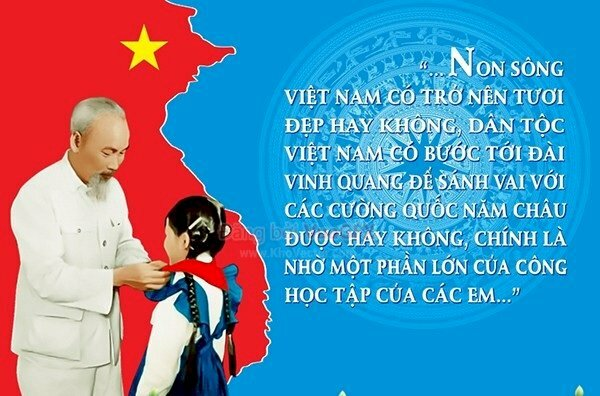 “...NON SÔNG
VIỆT NAM CÓ TRỞ NÊN TƯƠI
ĐẸP HAY KHÔNG, DÂN TỘC
VIỆT NAM CÓ BƯỚC TỚI ĐÀI
VINH QUANG ĐỂ SÁNH VAI VỚI
CÁC CƯỜNG QUỐC NĂM CHÂU
ĐƯỢC HAY KHÔNG, CHÍNH LÀ
NHỜ MỘT PHẦN LỚN CỦA CÔNG
HỌC TẬP CỦA CÁC EM...”